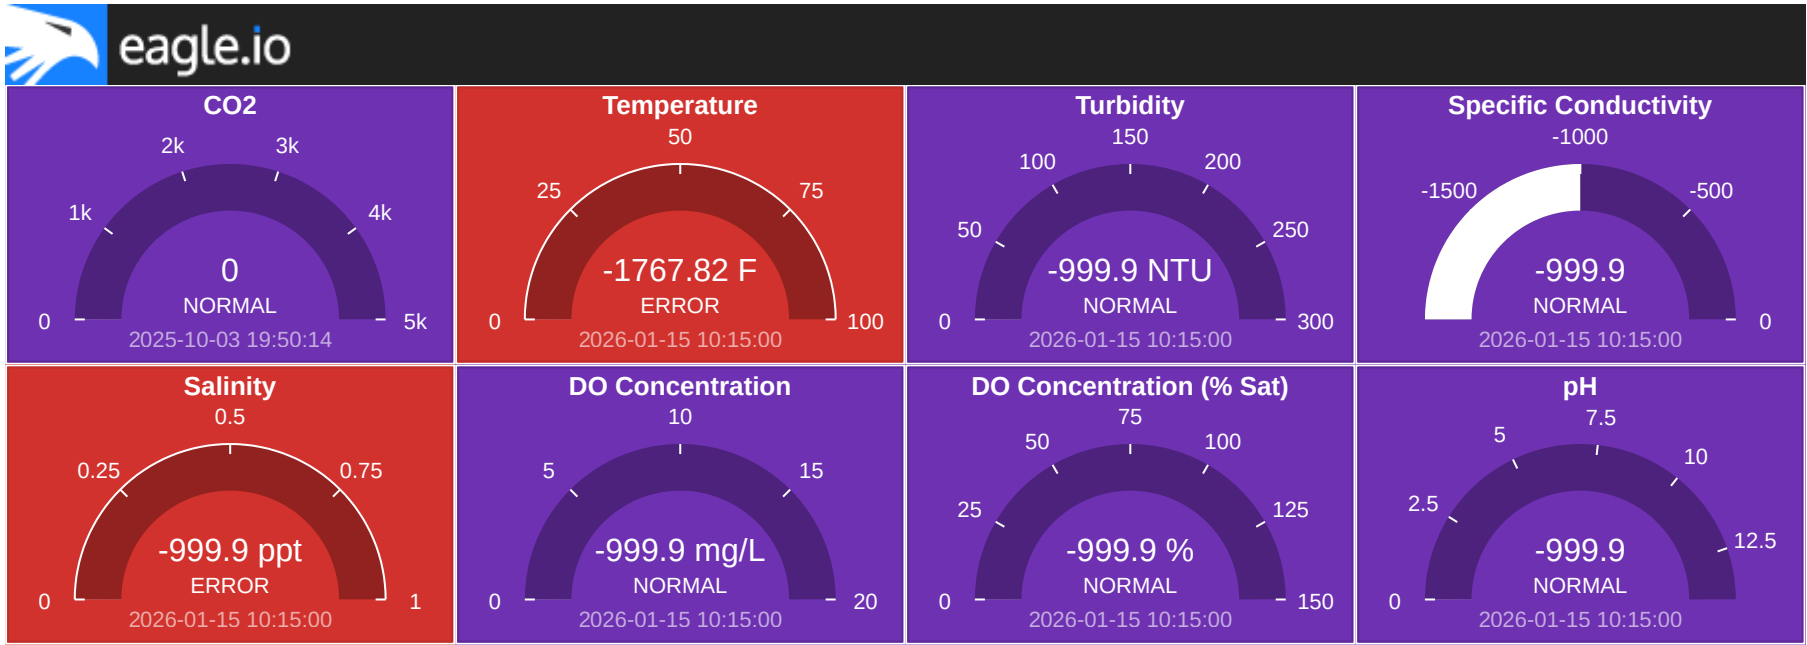 eagle.io
CO2
2k 3k
1k 4k
0
NORMAL
0 5k
2025-10-03 19:50:14
Temperature
50
25 75
-1767.82 F
ERROR
0 100
2026-01-15 10:15:00
Turbidity
150
100 200
50 250
-999.9 NTU
NORMAL
0 300
2026-01-15 10:15:00
Specific Conductivity
-1000
-1500 -500
-999.9
NORMAL
0
2026-01-15 10:15:00
Salinity
0.5
0.25 0.75
-999.9 ppt
ERROR
0 1
2026-01-15 10:15:00
DO Concentration
10
5 15
-999.9 mg/L
NORMAL
0 20
2026-01-15 10:15:00
DO Concentration (% Sat)
75
50 100
25 125
-999.9 %
NORMAL
0 150
2026-01-15 10:15:00
pH
7.5
5 10
2.5 12.5
-999.9
NORMAL
0
2026-01-15 10:15:00